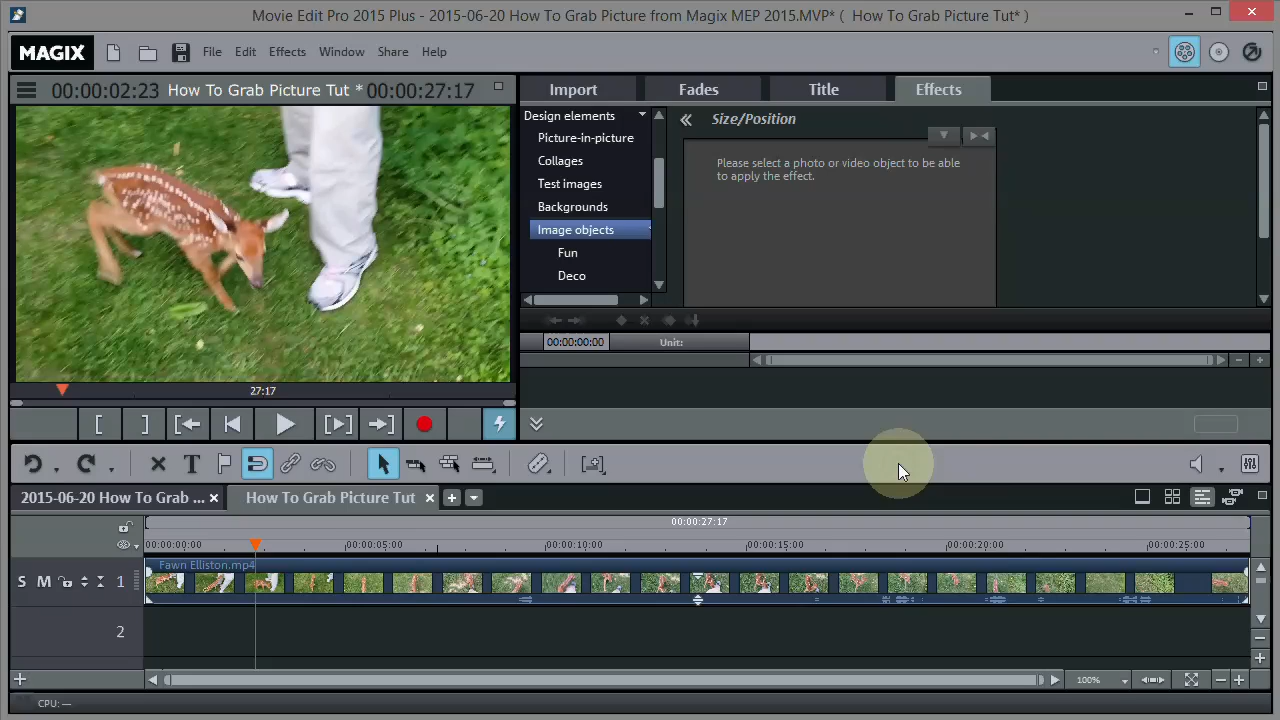 Movie Edit Pro 2015 Plus - 2015-06-20 How To Grab Picture from Magix MEP 2015.MVP* ( How To Grab Picture Tut* )
MAGIX File Edit Effects Window Share Help
00:00:02:23 How To Grab Picture Tut * 00:00:27:17
Import Fades Title Effects
Design elements
Picture-in-picture
Collages
Test images
Backgrounds
Image objects
Fun
Deco
Size/Position
Please select a photo or video object to be able
to apply the effect.
00:00:00:00 Unit:
27:17
2015-06-20 How To Grab ... How To Grab Picture Tut
00:00:27:17
00:00:00:00 00:00:05:00 00:00:10:00 00:00:15:00 00:00:20:00 00:00:25:00
Fawn Elliston.mp4
S M 1
2
100%
CPU: ---